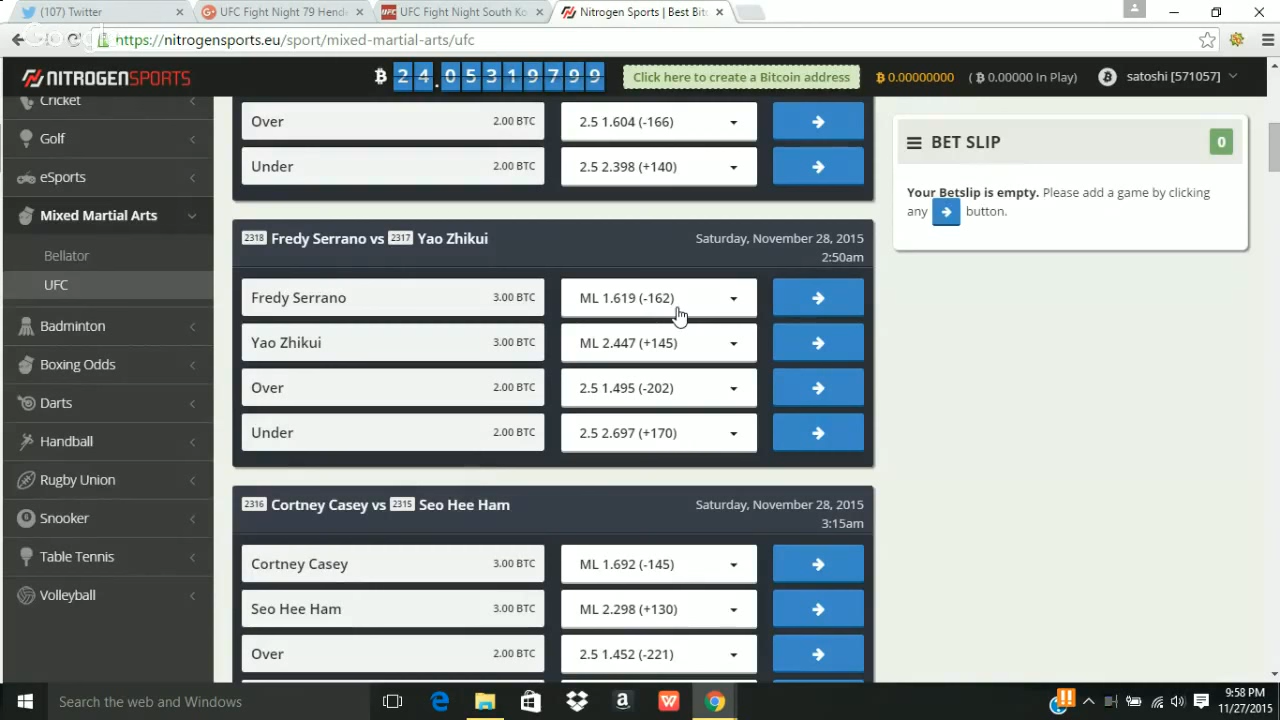 (107) Twitter
UFC Fight Night 79 Hende
UFC Fight Night South Ko
Nitrogen Sports | Best Bit
https://nitrogensports.eu/sport/mixed-martial-arts/ufc
NITROGENSPORTS
24.05319799
Click here to create a Bitcoin address
0.00000000
( 0.00000 In Play)
satoshi [571057]
Cricket
Golf
eSports
Mixed Martial Arts
Bellator
UFC
Badminton
Boxing Odds
Darts
Handball
Rugby Union
Snooker
Table Tennis
Volleyball
Over 2.00 BTC 2.5 1.604 (-166)
Under 2.00 BTC 2.5 2.398 (+140)
2318 Fredy Serrano vs 2317 Yao Zhikui Saturday, November 28, 2015
2:50am
Fredy Serrano 3.00 BTC ML 1.619 (-162)
Yao Zhikui 3.00 BTC ML 2.447 (+145)
Over 2.00 BTC 2.5 1.495 (-202)
Under 2.00 BTC 2.5 2.697 (+170)
2316 Cortney Casey vs 2315 Seo Hee Ham Saturday, November 28, 2015
3:15am
Cortney Casey 3.00 BTC ML 1.692 (-145)
Seo Hee Ham 3.00 BTC ML 2.298 (+130)
Over 2.00 BTC 2.5 1.452 (-221)
BET SLIP 0
Your Betslip is empty. Please add a game by clicking
any button.
Search the web and Windows
9:58 PM
11/27/2015